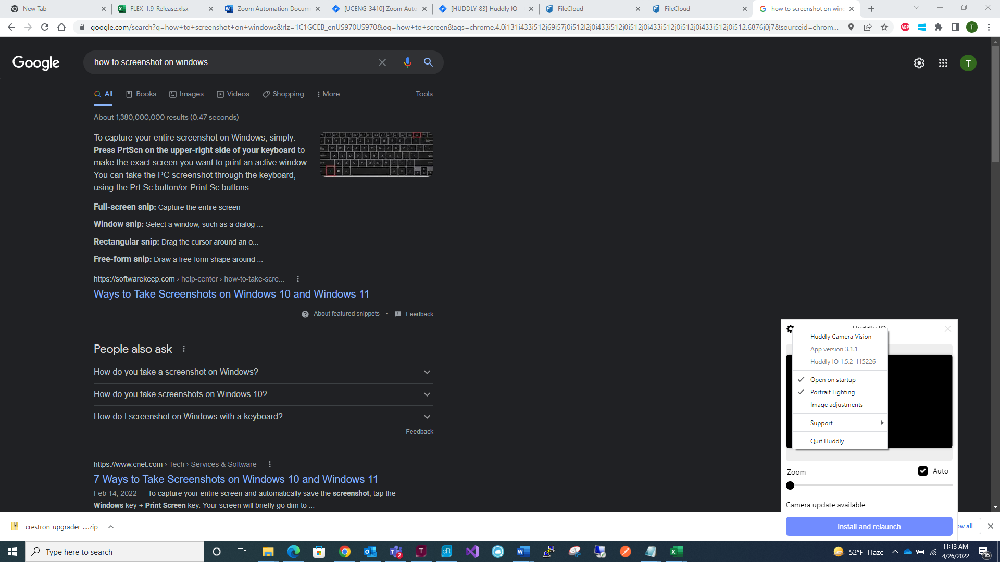 New Tab
FLEX-1.9-Release.xlsx
Zoom Automation Docum
[UCENG-3410] Zoom Auto
[HUDDLY-83] Huddly IQ –
FileCloud
FileCloud
how to screenshot on wind
google.com/search?q=how+to+screenshot+on+windows&rlz=1C1GCEB_enUS970US970&oq=how+to+screen&aqs=chrome.4.0i131i433i512j69i57j0i512l2j0i433i512j0i512j0i433i512j0i512j0i433i512j0i512.6876j0j7&sourceid=chrom...
ABP
T
Google
how to screenshot on windows
T
All
Books
Images
Videos
Shopping
More
Tools
About 1,380,000,000 results (0.47 seconds)
To capture your entire screenshot on Windows, simply:
Press PrtScn on the upper-right side of your keyboard to
make the exact screen you want to print an active window.
You can take the PC screenshot through the keyboard,
using the Prt Sc button/or Print Sc buttons.
Full-screen snip: Capture the entire screen
Window snip: Select a window, such as a dialog ...
Rectangular snip: Drag the cursor around an o...
Free-form snip: Draw a free-form shape around ...
https://softwarekeep.com › help-center › how-to-take-scre...
Ways to Take Screenshots on Windows 10 and Windows 11
About featured snippets • Feedback
People also ask
How do you take a screenshot on Windows?
How do you take screenshots on Windows 10?
How do I screenshot on Windows with a keyboard?
Feedback
https://www.cnet.com › Tech › Services & Software
7 Ways to Take Screenshots on Windows 10 and Windows 11
Feb 14, 2022 — To capture your entire screen and automatically save the screenshot, tap the
Windows key + Print Screen key. Your screen will briefly go dim to ...
Huddly IQ
Huddly Camera Vision
App version 3.1.1
Huddly IQ 1.5.2-115226
Open on startup
Portrait Lighting
Image adjustments
Support
Quit Huddly
Zoom
Auto
Camera update available
Install and relaunch
ow all
crestron-upgrader-....zip
Type here to search
2
T
CR
52°F Haze
11:13 AM
4/26/2022
16